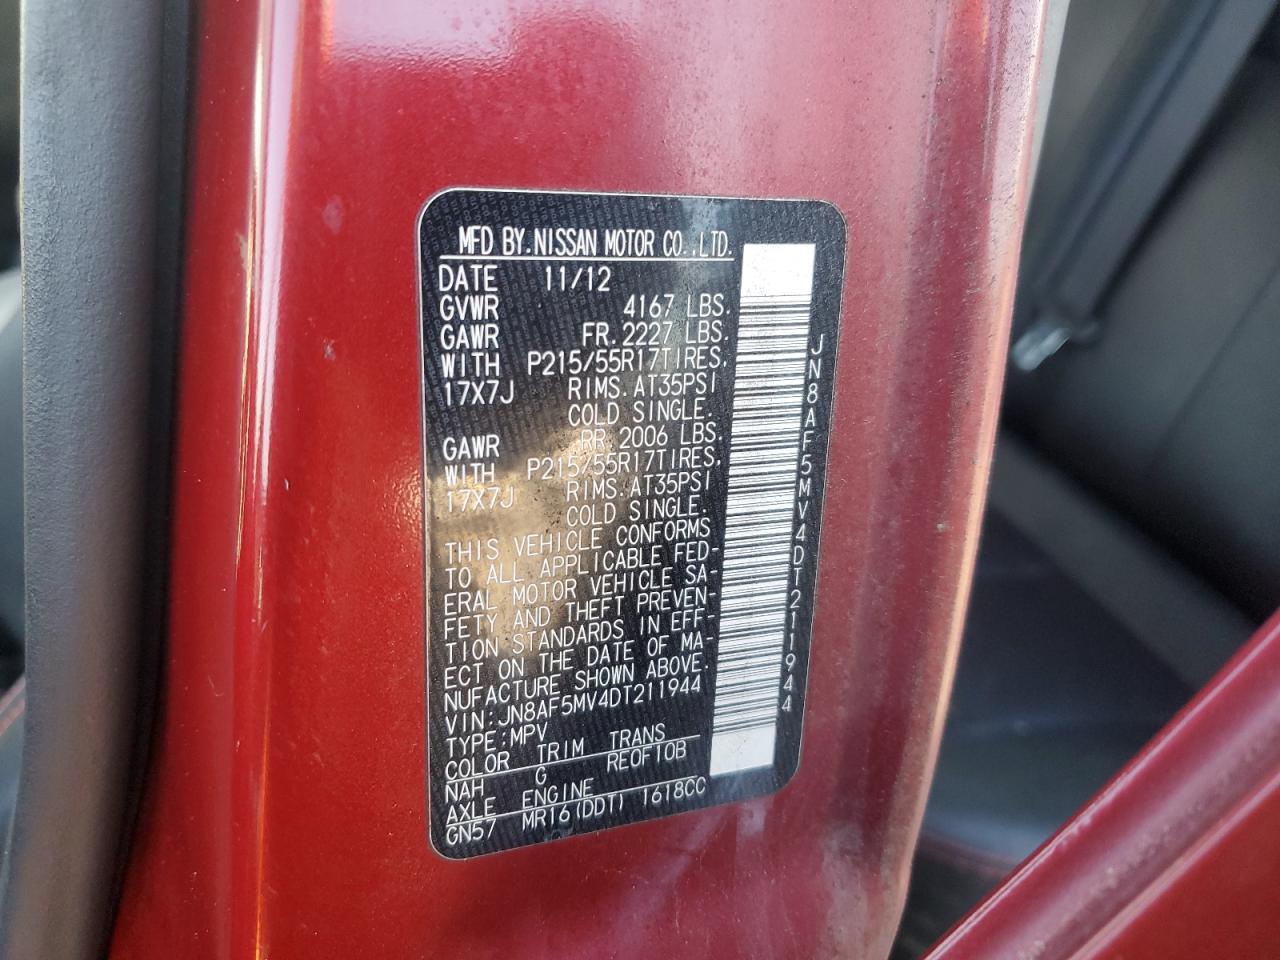 MFD BY.NISSAN MOTOR CO.,LTD.
DATE 11/12
GVWR 4167 LBS.
GAWR FR.2227 LBS.
WITH P215/55R17TIRES,
17X7J RIMS.AT35PSI
COLD SINGLE.
GAWR RR.2006 LBS.
WITH P215/55R17TIRES,
17X7J RIMS.AT35PSI
COLD SINGLE.
THIS VEHICLE CONFORMS
TO ALL APPLICABLE FED-
ERAL MOTOR VEHICLE SA-
FETY AND THEFT PREVEN-
TION STANDARDS IN EFF-
ECT ON THE DATE OF MA-
NUFACTURE SHOWN ABOVE.
VIN:JN8AF5MV4DT211944
TYPE:MPV
COLOR TRIM TRANS
NAH G RE0F10B
AXLE ENGINE
GN57 MR16(DDT) 1618CC
JN8AF5MV4DT211944